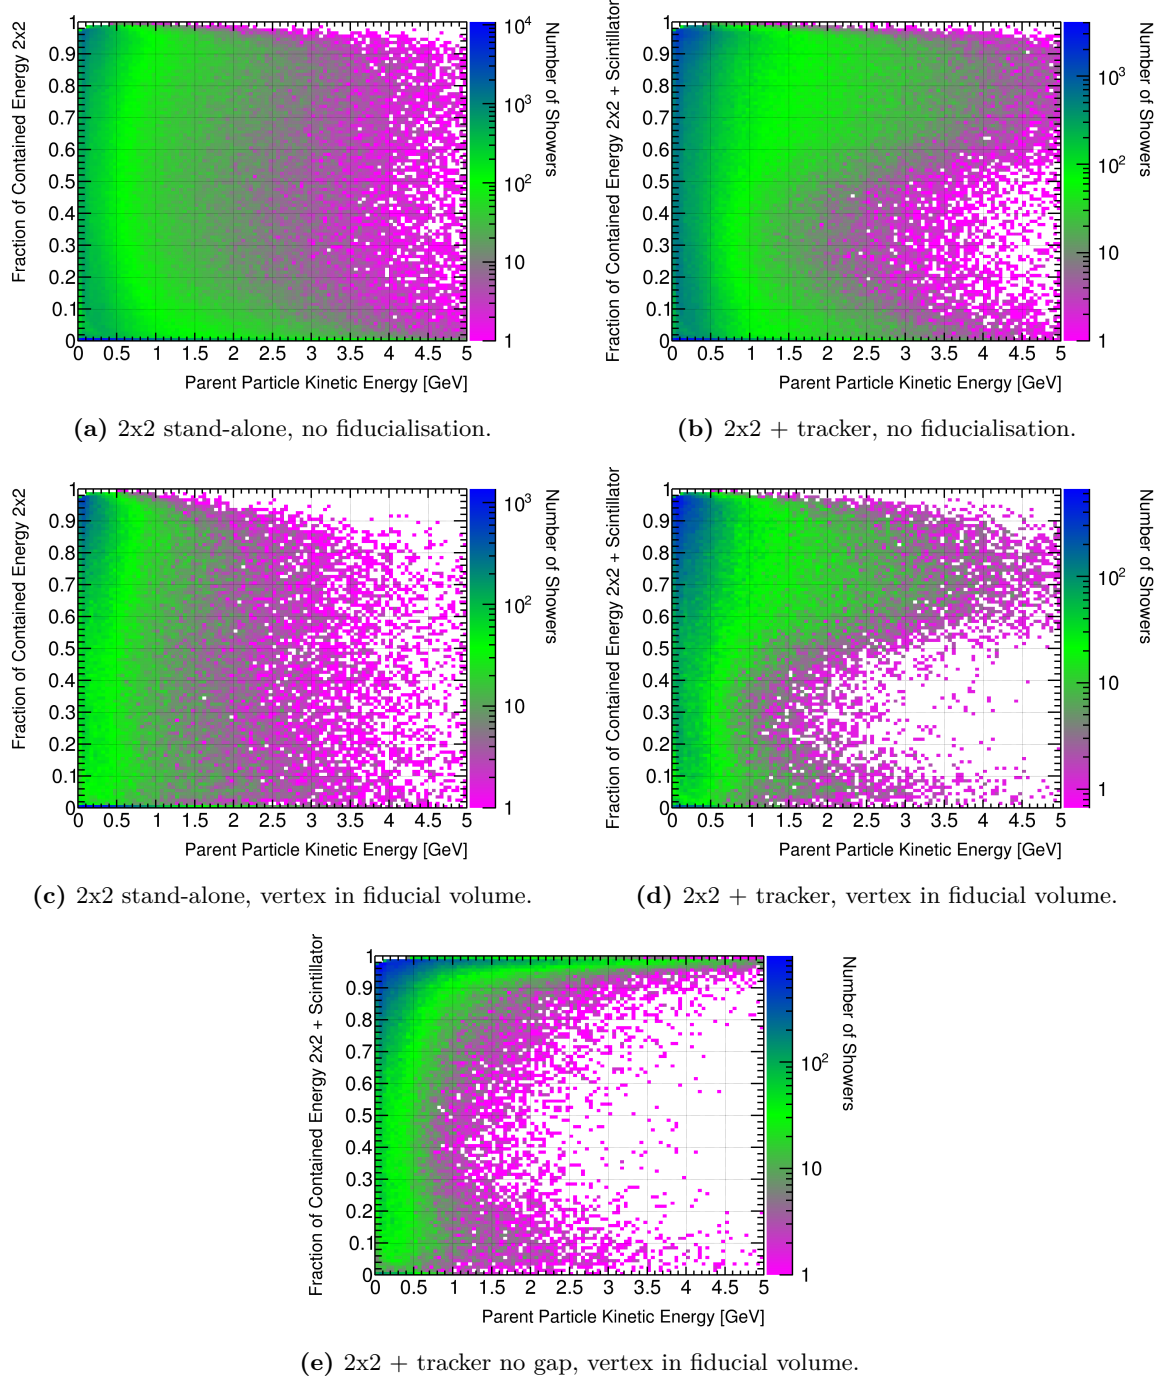 Fraction of Contained Energy 2x2
1
0.9
0.8
0.7
0.6
0.5
0.4
0.3
0.2
0.1
0
0 0.5 1 1.5 2 2.5 3 3.5 4 4.5 5
Parent Particle Kinetic Energy [GeV]
10⁴
10³
10²
10
1
Number of Showers
(a) 2x2 stand-alone, no fiducialisation.
Fraction of Contained Energy 2x2 + Scintillator
1
0.9
0.8
0.7
0.6
0.5
0.4
0.3
0.2
0.1
0
0 0.5 1 1.5 2 2.5 3 3.5 4 4.5 5
Parent Particle Kinetic Energy [GeV]
10³
10²
10
1
Number of Showers
(b) 2x2 + tracker, no fiducialisation.
Fraction of Contained Energy 2x2
1
0.9
0.8
0.7
0.6
0.5
0.4
0.3
0.2
0.1
0
0 0.5 1 1.5 2 2.5 3 3.5 4 4.5 5
Parent Particle Kinetic Energy [GeV]
10³
10²
10
1
Number of Showers
(c) 2x2 stand-alone, vertex in fiducial volume.
Fraction of Contained Energy 2x2 + Scintillator
1
0.9
0.8
0.7
0.6
0.5
0.4
0.3
0.2
0.1
0
0 0.5 1 1.5 2 2.5 3 3.5 4 4.5 5
Parent Particle Kinetic Energy [GeV]
10²
10
1
Number of Showers
(d) 2x2 + tracker, vertex in fiducial volume.
Fraction of Contained Energy 2x2 + Scintillator
1
0.9
0.8
0.7
0.6
0.5
0.4
0.3
0.2
0.1
0
0 0.5 1 1.5 2 2.5 3 3.5 4 4.5 5
Parent Particle Kinetic Energy [GeV]
10²
10
1
Number of Showers
(e) 2x2 + tracker no gap, vertex in fiducial volume.